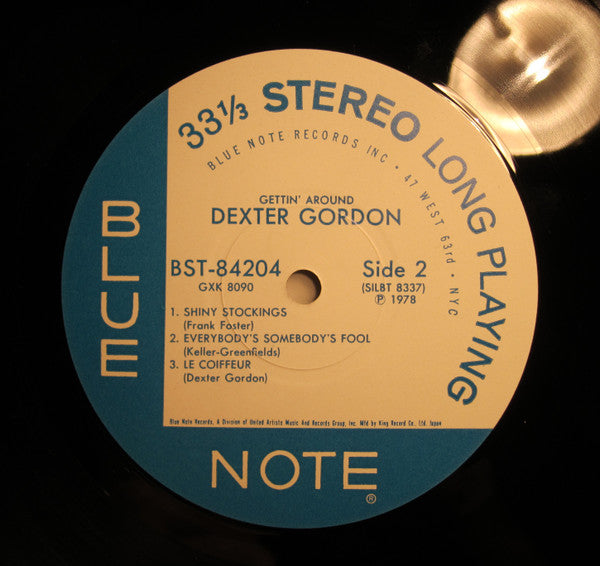 33⅓ STEREO LONG PLAYING
BLUE NOTE RECORDS INC • 47 WEST 63rd • NYC
GETTIN' AROUND
DEXTER GORDON
BST-84204
GXK 8090
Side 2
(SILBT 8337)
℗ 1978
1. SHINY STOCKINGS
(Frank Foster)
2. EVERYBODY'S SOMEBODY'S FOOL
(Keller-Greenfields)
3. LE COIFFEUR
(Dexter Gordon)
Blue Note Records, A Division of United Artists Music And Records Group, Inc. Mfd by King Record Co., Ltd. Japan
BLUE
NOTE®